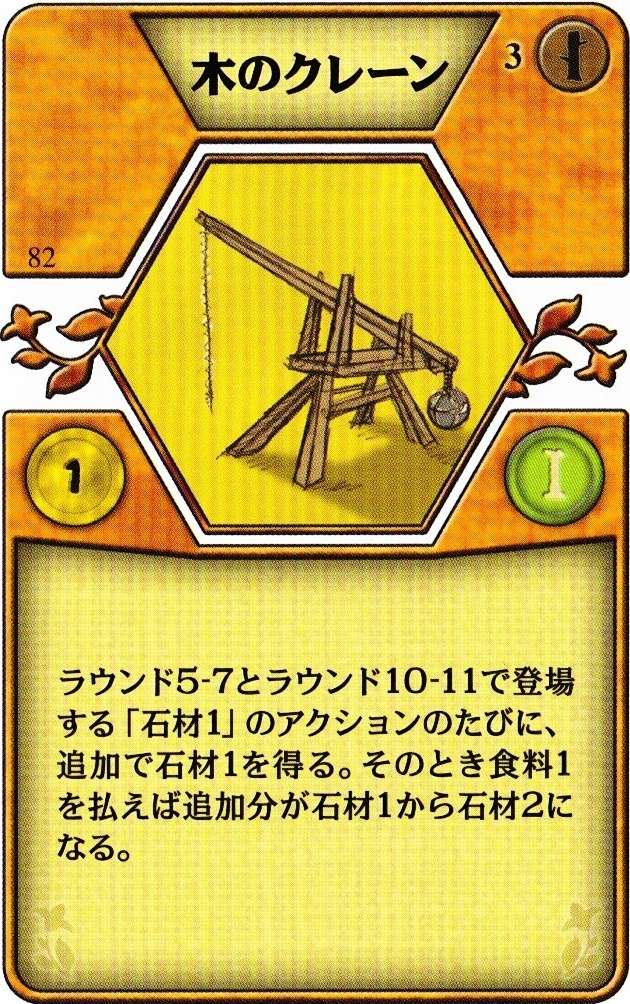 木のクレーン
3
82
1
I
ラウンド5-7とラウンド10-11で登場
する「石材1」のアクションのたびに、
追加で石材1を得る。そのとき食料1
を払えば追加分が石材1から石材2に
なる。